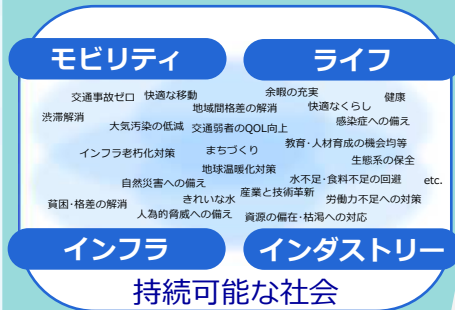 モビリティ
ライフ
交通事故ゼロ
快適な移動
余暇の充実
健康
地域間格差の解消
快適なくらし
渋滞解消
感染症への備え
大気汚染の低減
交通弱者のQOL向上
教育・人材育成の機会均等
インフラ老朽化対策
まちづくり
生態系の保全
地球温暖化対策
水不足・食料不足の回避
etc.
自然災害への備え
産業と技術革新
労働力不足への対策
貧困・格差の解消
きれいな水
人為的脅威への備え
資源の偏在・枯渇への対応
インフラ
インダストリー
持続可能な社会